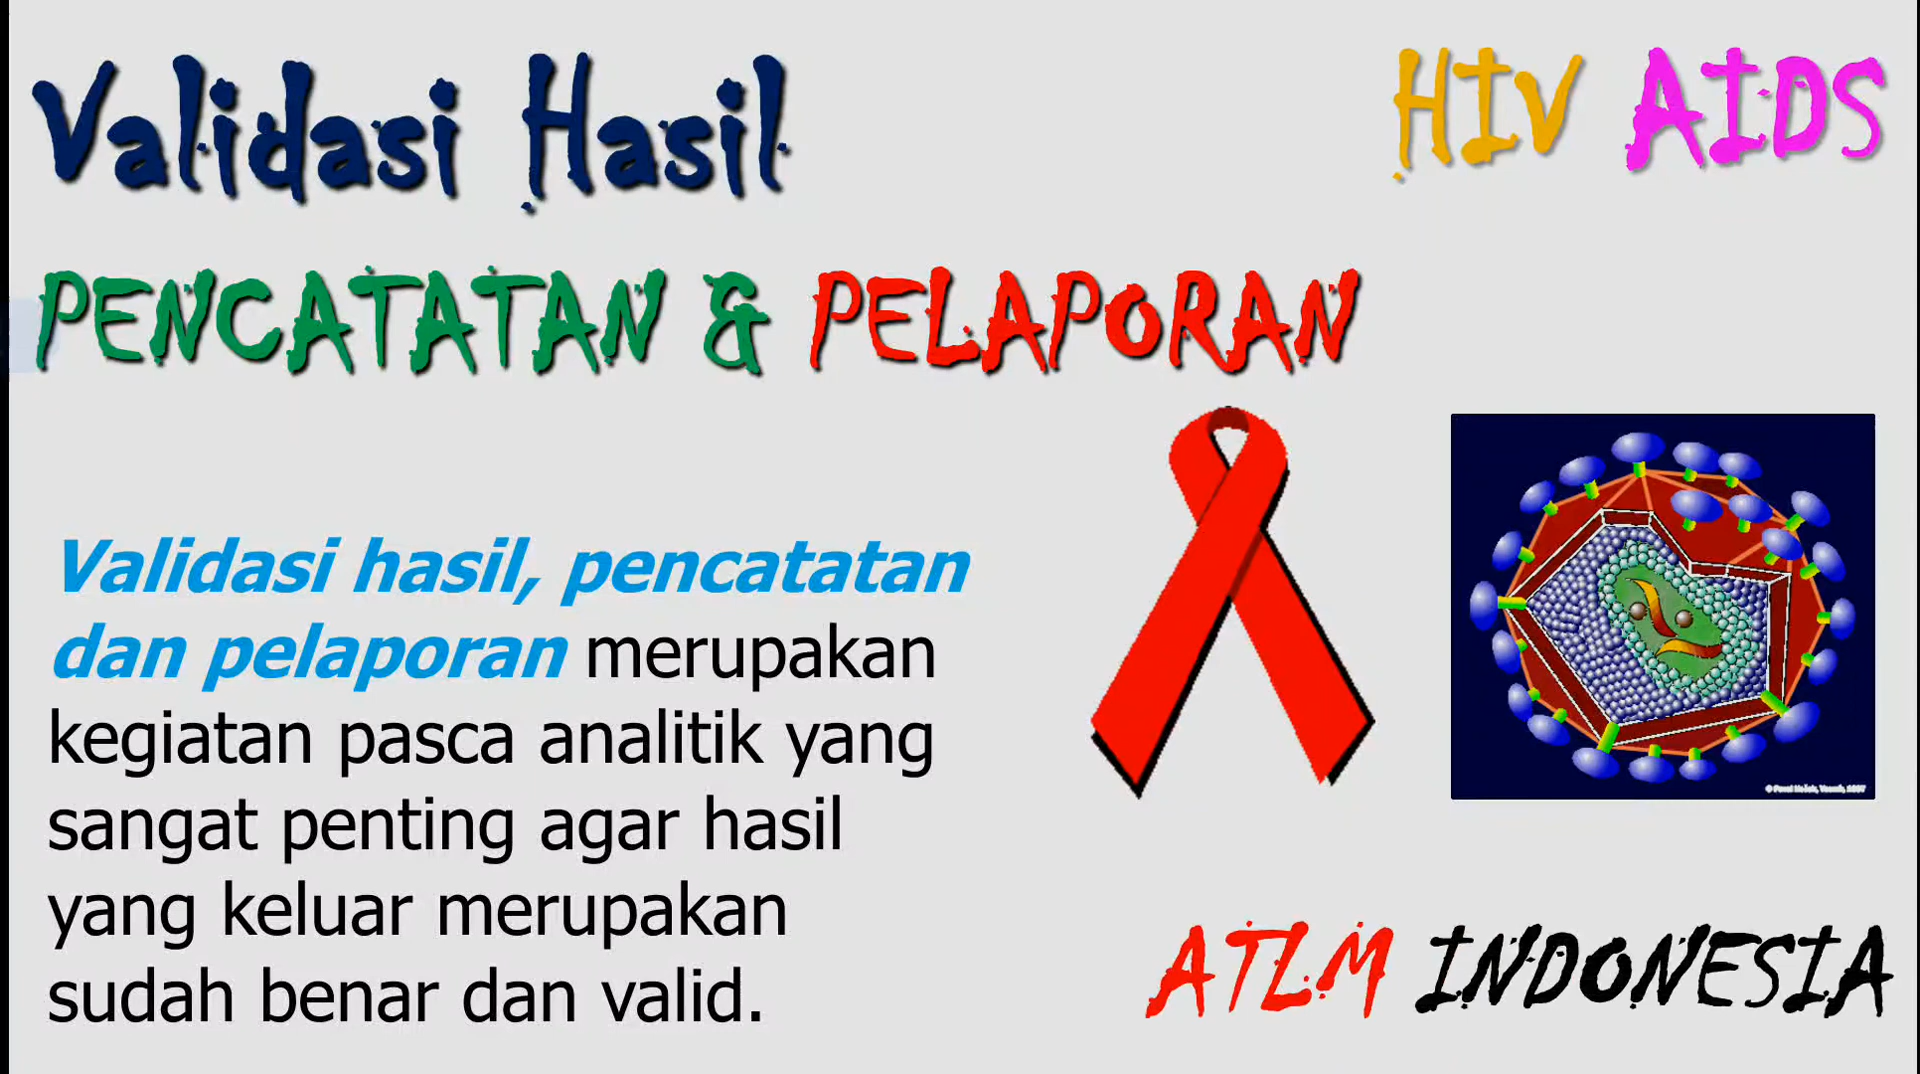 Validasi Hasil
HIV AIDS
PENCATATAN & PELAPORAN
Validasi hasil, pencatatan
dan pelaporan merupakan
kegiatan pasca analitik yang
sangat penting agar hasil
yang keluar merupakan
sudah benar dan valid.
ATLM INDONESIA